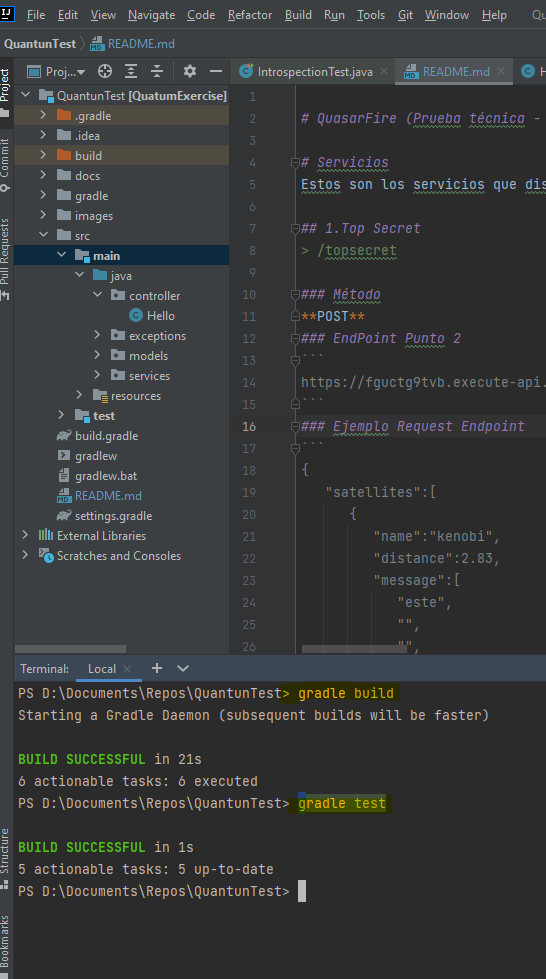 IJ File Edit View Navigate Code Refactor Build Run Tools Git Window Help Qu
QuantunTest README.md
Project
Commit
Pull Requests
Structure
Bookmarks
Proj...
IntrospectionTest.java README.md H
QuantunTest [QuatumExercise]
.gradle
.idea
build
docs
gradle
images
src
main
java
controller
Hello
exceptions
models
services
resources
test
build.gradle
gradlew
gradlew.bat
README.md
settings.gradle
External Libraries
Scratches and Consoles
1
2 # QuasarFire (Prueba técnica -
3
4 # Servicios
5 Estos son los servicios que dis
6
7 ## 1.Top Secret
8 > /topsecret
9
10 ### Método
11 **POST**
12 ### EndPoint Punto 2
13 ```
14 https://fguctg9tvb.execute-api.
15 ```
16 ### Ejemplo Request Endpoint
17 ```
18 {
19 "satellites":[
20 {
21 "name":"kenobi",
22 "distance":2.83,
23 "message":[
24 "este",
25 "",
26 "",
Terminal: Local
PS D:\Documents\Repos\QuantunTest> gradle build
Starting a Gradle Daemon (subsequent builds will be faster)
BUILD SUCCESSFUL in 21s
6 actionable tasks: 6 executed
PS D:\Documents\Repos\QuantunTest> gradle test
BUILD SUCCESSFUL in 1s
5 actionable tasks: 5 up-to-date
PS D:\Documents\Repos\QuantunTest>